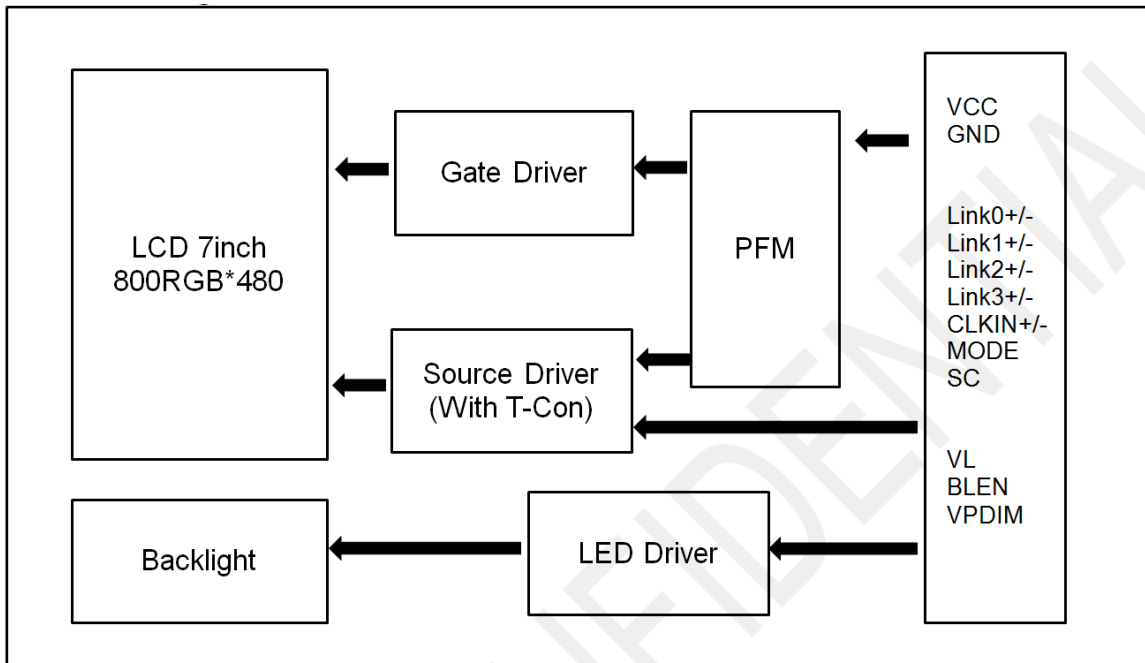 LCD 7inch
800RGB*480
Gate Driver
PFM
Source Driver
(With T-Con)
Backlight
LED Driver
VCC
GND
Link0+/-
Link1+/-
Link2+/-
Link3+/-
CLKIN+/-
MODE
SC
VL
BLEN
VPDIM
NFIDENTIAL